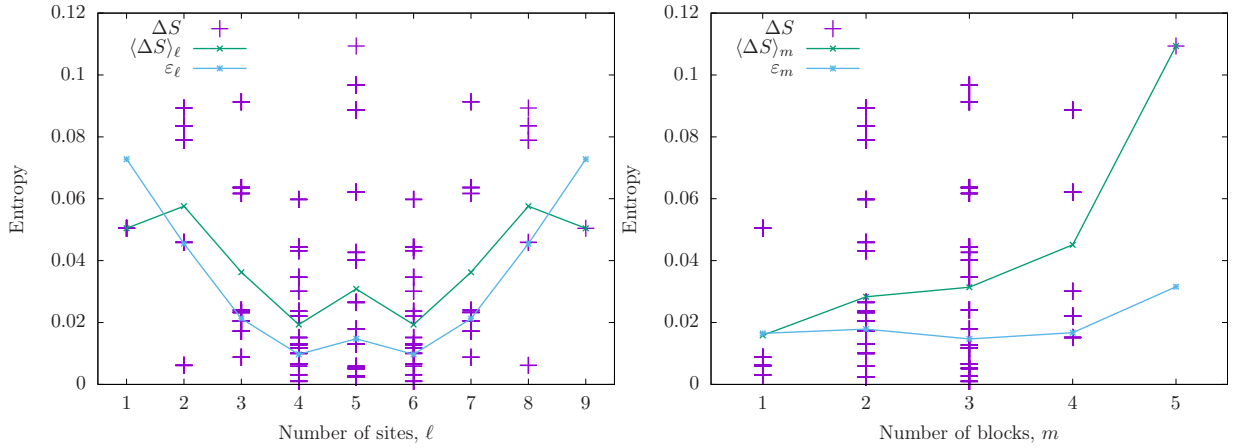 0.12
0.1
0.08
0.06
0.04
0.02
0
Entropy
ΔS
⟨ΔS⟩ℓ
εℓ
1 2 3 4 5 6 7 8 9
Number of sites, ℓ
0.12
0.1
0.08
0.06
0.04
0.02
0
Entropy
ΔS
⟨ΔS⟩m
εm
1 2 3 4 5
Number of blocks, m